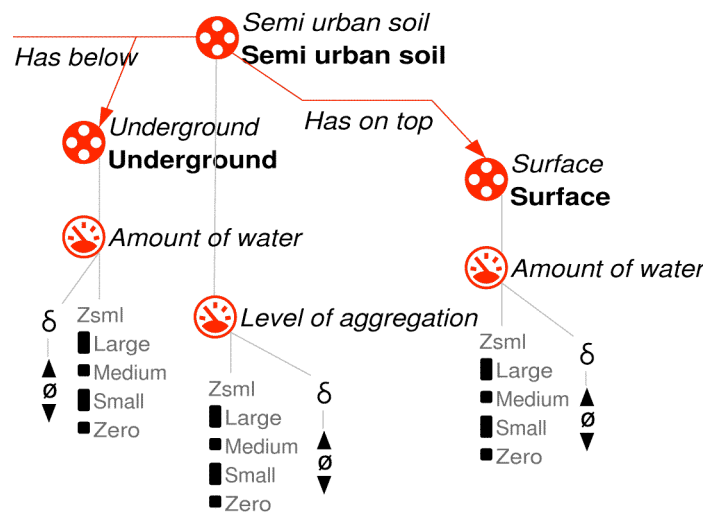 Semi urban soil
Semi urban soil
Has below
Has on top
Underground
Underground
Surface
Surface
Amount of water
Amount of water
δ
Zsml
Large
Medium
Small
Zero
ø
Level of aggregation
Zsml
Large
Medium
Small
Zero
δ
ø
Zsml
Large
Medium
Small
Zero
δ
ø